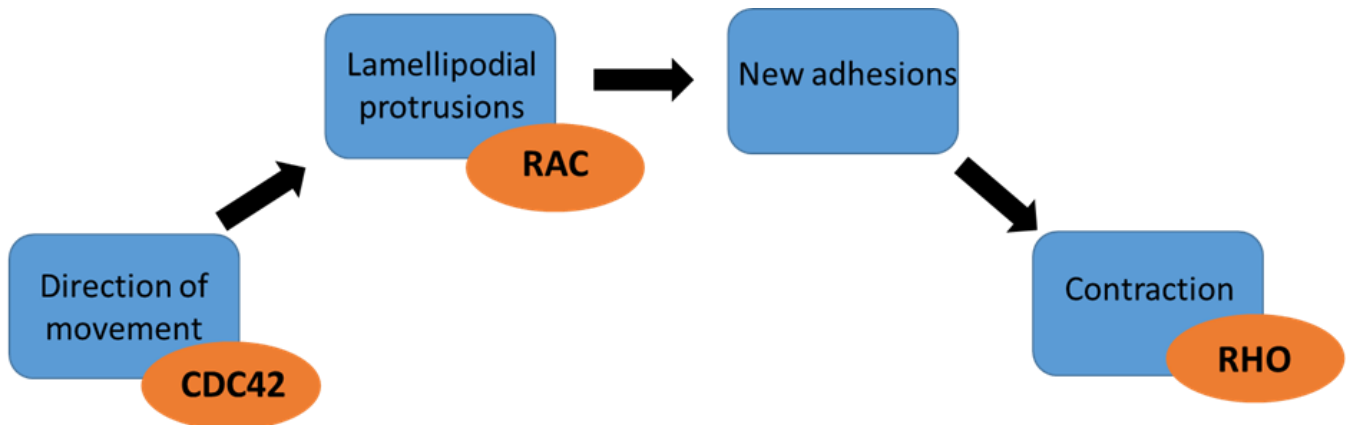 Direction of
movement
CDC42
Lamellipodial
protrusions
RAC
New adhesions
Contraction
RHO